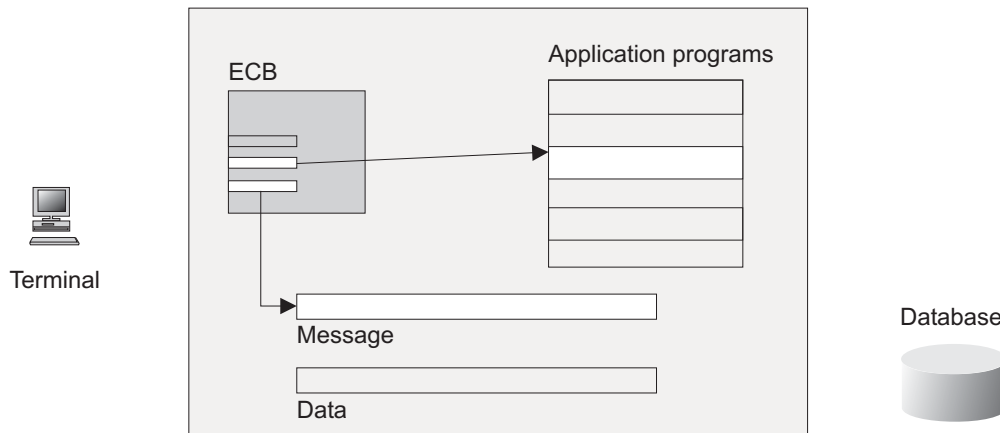 ECB
Application programs
Terminal
Message
Data
Database